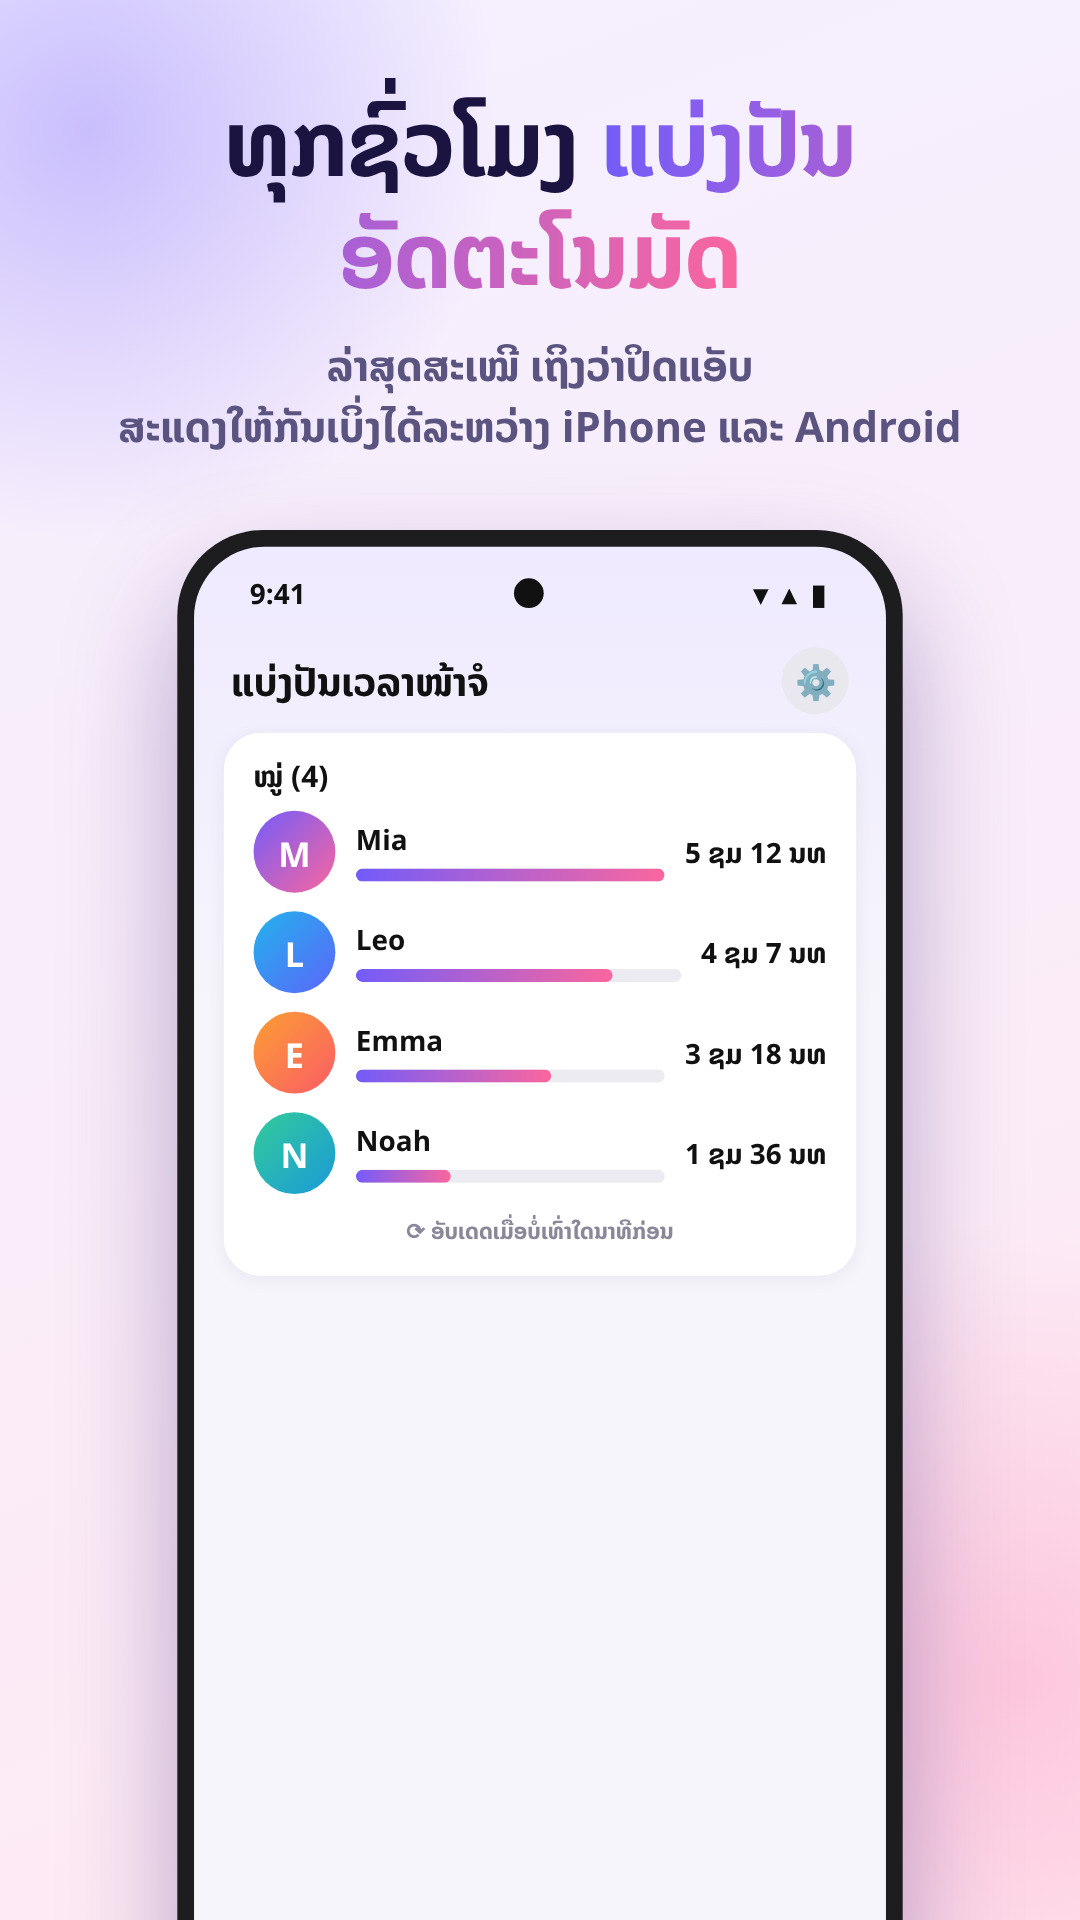 ທຸກຊົ່ວໂມງ ແບ່ງປັນ
ອັດຕະໂນມັດ
ລ່າສຸດສະເໝີ ເຖິງວ່າປິດແອັບ
ສະແດງໃຫ້ກັນເບິ່ງໄດ້ລະຫວ່າງ iPhone ແລະ Android
9:41
ແບ່ງປັນເວລາໜ້າຈໍ
ໝູ່ (4)
M Mia 5 ຊມ 12 ນທ
L Leo 4 ຊມ 7 ນທ
E Emma 3 ຊມ 18 ນທ
N Noah 1 ຊມ 36 ນທ
⟳ ອັບເດດເມື່ອບໍ່ເທົ່າໃດນາທີກ່ອນ